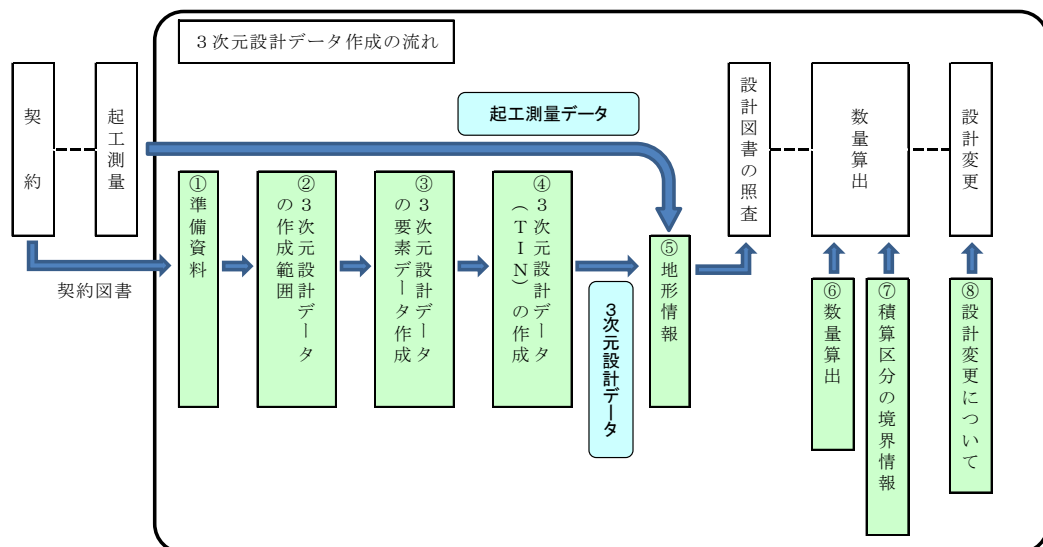 ３次元設計データ作成の流れ
契約
起工測量
起工測量データ
設計図書の照査
数量算出
設計変更
契約図書
①準備資料
②３次元設計データ
の作成範囲
③３次元設計データ
の要素データ作成
④３次元設計データ
（ＴＩＮ）の作成
３次元設計データ
⑤地形情報
⑥数量算出
⑦積算区分の境界情報
⑧設計変更について